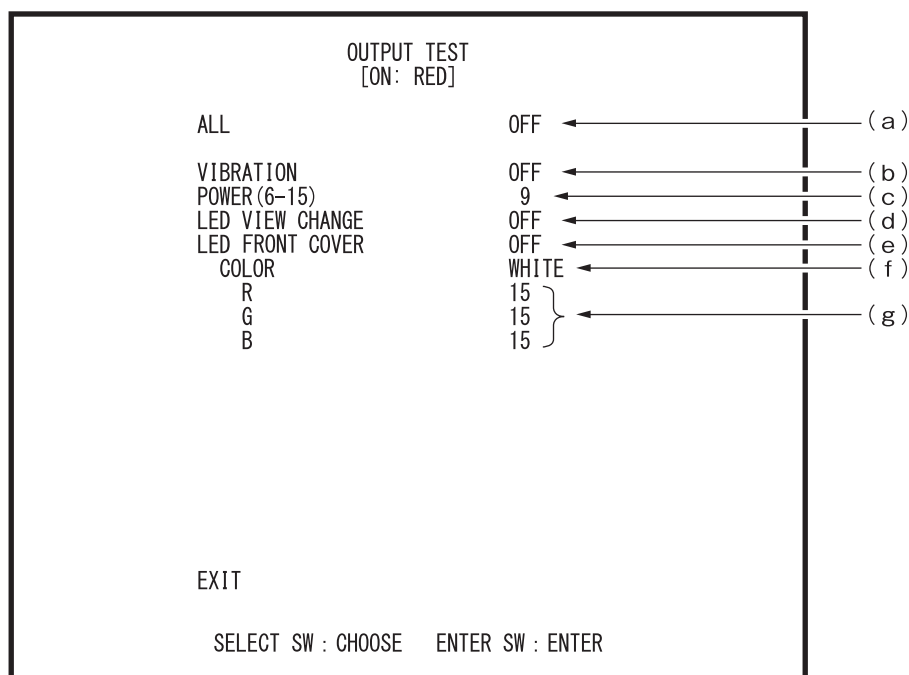 OUTPUT TEST
[ON: RED]
ALL OFF (a)
VIBRATION OFF (b)
POWER(6-15) 9 (c)
LED VIEW CHANGE OFF (d)
LED FRONT COVER OFF (e)
COLOR WHITE (f)
R 15
G 15 (g)
B 15
EXIT
SELECT SW : CHOOSE ENTER SW : ENTER